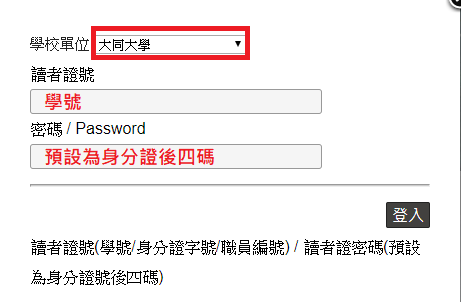 學校單位 大同大學
讀者證號
學號
密碼 / Password
預設為身分證後四碼
登入
讀者證號(學號/身分證字號/職員編號) / 讀者證密碼(預設
為身分證號後四碼)